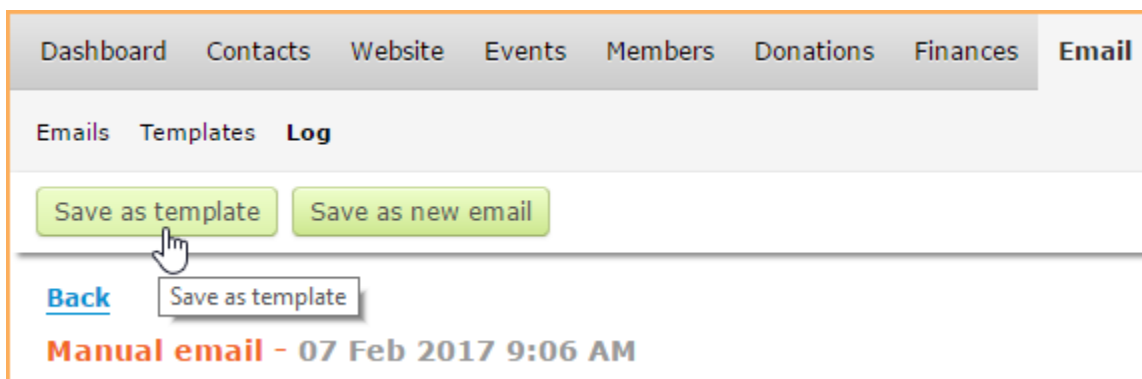 Dashboard Contacts Website Events Members Donations Finances Email
Emails Templates Log
Save as template Save as new email
Back Save as template
Manual email - 07 Feb 2017 9:06 AM